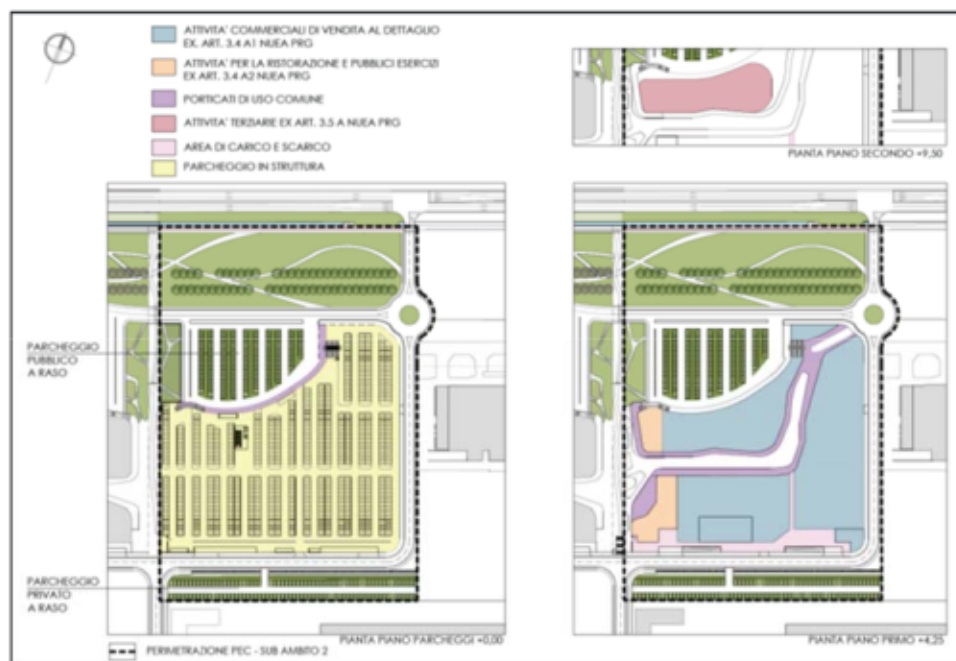 ATTIVITA' COMMERCIALI DI VENDITA AL DETTAGLIO
EX. ART. 3.4 A1 NUEA PRG
ATTIVITA' PER LA RISTORAZIONE E PUBBLICI ESERCIZI
EX ART. 3.4 A2 NUEA PRG
PORTICATI DI USO COMUNE
ATTIVITA' TERZIARIE EX ART. 3.5 A NUEA PRG
AREA DI CARICO E SCARICO
PARCHEGGIO IN STRUTTURA
PIANTA PIANO SECONDO +9,50
PARCHEGGIO
PUBBLICO
A RASO
PARCHEGGIO
PRIVATO
A RASO
PIANTA PIANO PARCHEGGI +0,00
PIANTA PIANO PRIMO +4,25
PERIMETRAZIONE PEC - SUB AMBITO 2